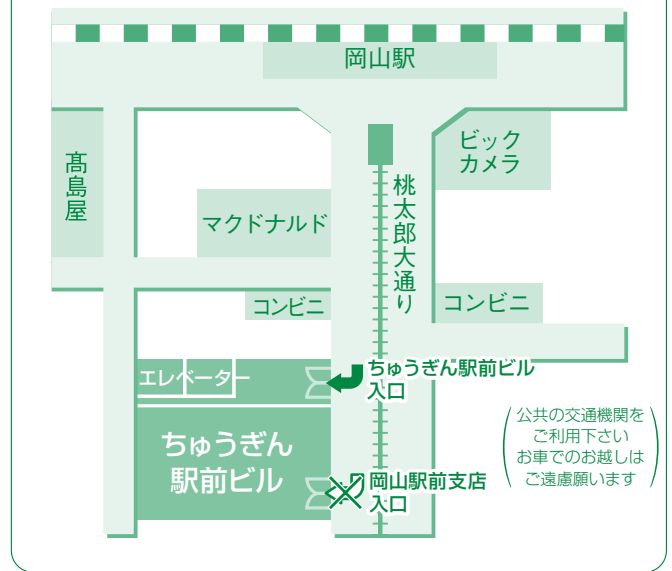 岡山駅
髙島屋
ビック
カメラ
マクドナルド
桃太郎大通り
コンビニ
コンビニ
エレベーター
ちゅうぎん駅前ビル
入口
ちゅうぎん
駅前ビル
岡山駅前支店
入口
公共の交通機関を
ご利用下さい
お車でのお越しは
ご遠慮願います